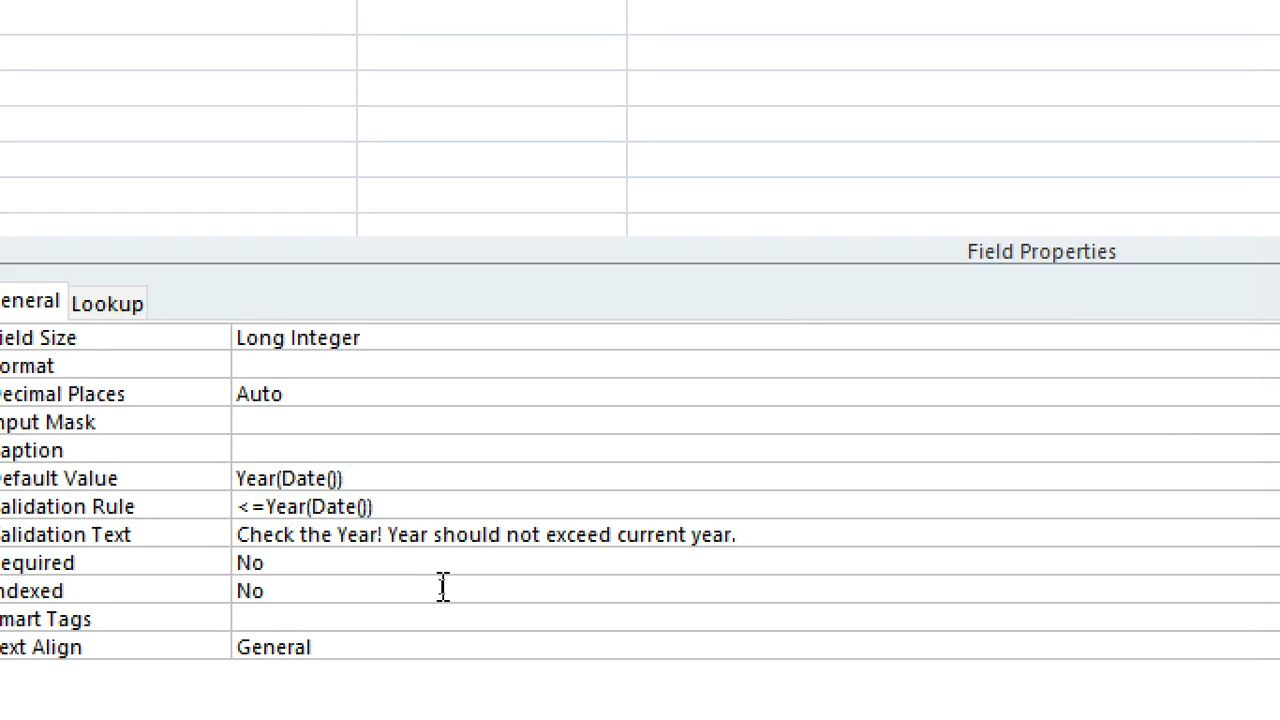 Field Properties
eneral Lookup
ield Size Long Integer
ormat
ecimal Places Auto
nput Mask
aption
efault Value Year(Date())
alidation Rule <=Year(Date())
alidation Text Check the Year! Year should not exceed current year.
equired No
ndexed No
mart Tags
ext Align General